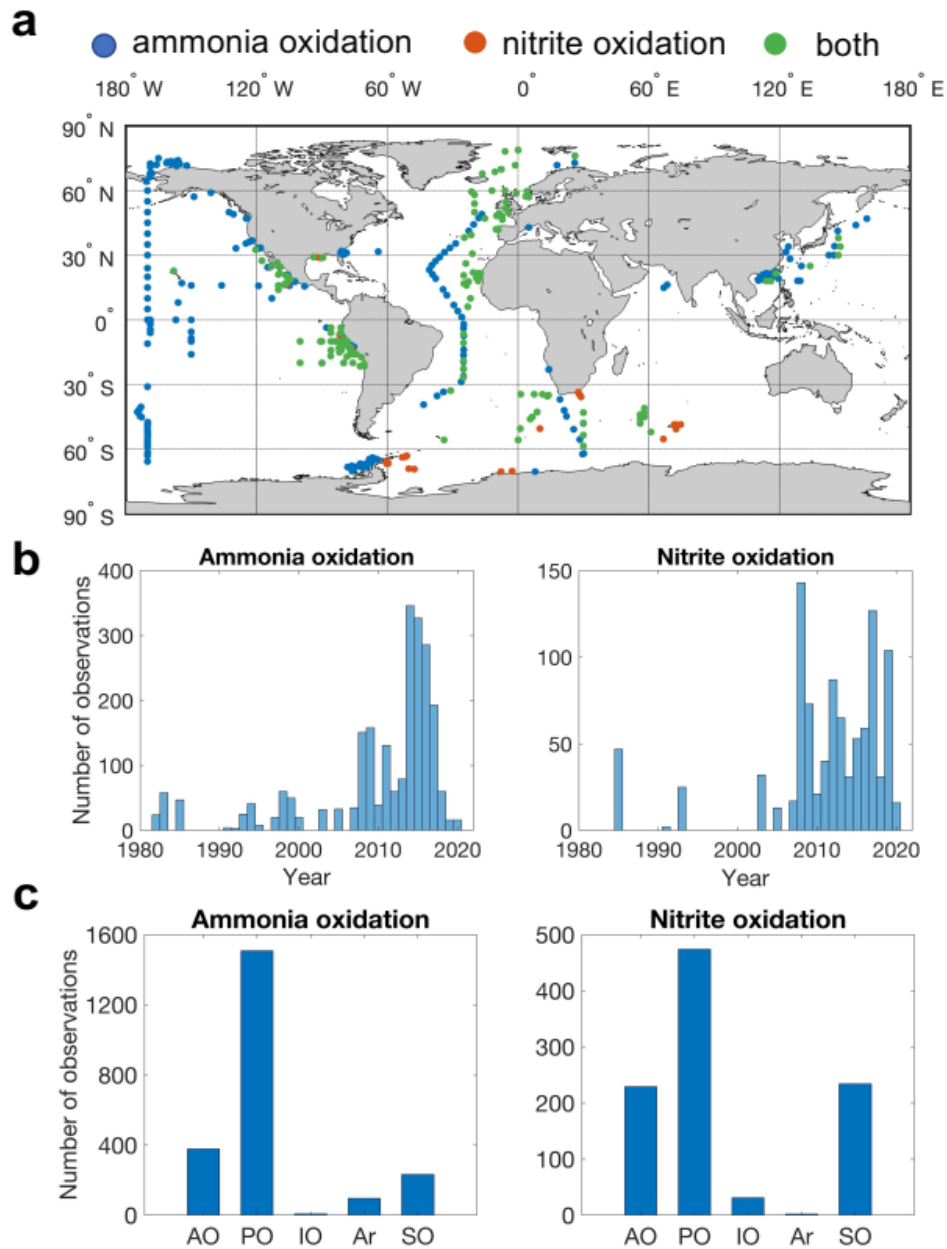 a
ammonia oxidation nitrite oxidation both
180° W 120° W 60° W 0° 60° E 120° E 180° E
90° N
60° N
30° N
0°
30° S
60° S
90° S
b
Ammonia oxidation
Number of observations
400
300
200
100
0
1980 1990 2000 2010 2020
Year
Nitrite oxidation
150
100
50
0
1980 1990 2000 2010 2020
Year
c
Ammonia oxidation
Number of observations
1600
1200
800
400
0
AO PO IO Ar SO
Nitrite oxidation
500
400
300
200
100
0
AO PO IO Ar SO